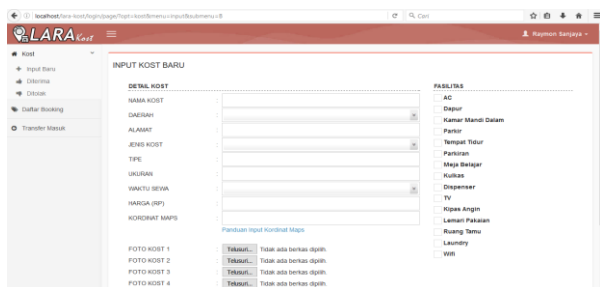 localhost/lara-kost/login/page/?opt=kost&menu=input&submenu=B
Cari
LARA Kost
Raymon Sanjaya
Kost
Input Baru
Diterima
Ditolak
Daftar Booking
Transfer Masuk
INPUT KOST BARU
DETAIL KOST
NAMA KOST :
DAERAH :
ALAMAT :
JENIS KOST :
TIPE :
UKURAN :
WAKTU SEWA :
HARGA (RP) :
KORDINAT MAPS :
Panduan Input Kordinat Maps
FOTO KOST 1 : Telusuri... Tidak ada berkas dipilih.
FOTO KOST 2 : Telusuri... Tidak ada berkas dipilih.
FOTO KOST 3 : Telusuri... Tidak ada berkas dipilih.
FOTO KOST 4 : Telusuri... Tidak ada berkas dipilih.
FASILITAS
AC
Dapur
Kamar Mandi Dalam
Parkir
Tempat Tidur
Parkiran
Meja Belajar
Kulkas
Dispenser
TV
Kipas Angin
Lemari Pakaian
Ruang Tamu
Laundry
Wifi